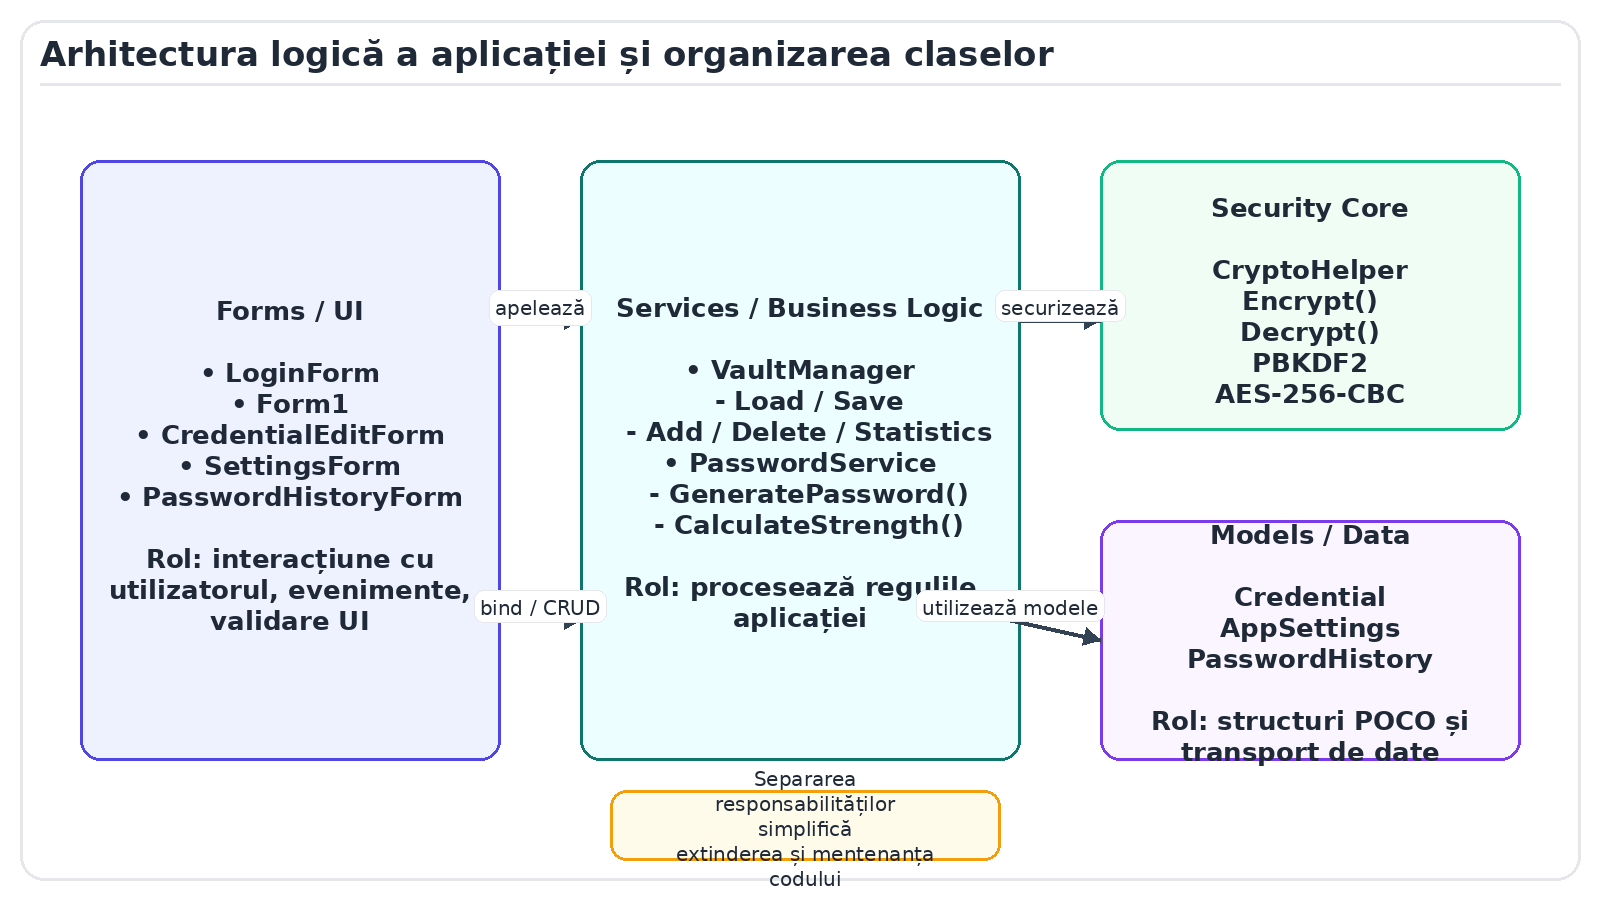 Arhitectura logică a aplicației și organizarea claselor
Forms / UI
• LoginForm
• Form1
• CredentialEditForm
• SettingsForm
• PasswordHistoryForm
Rol: interacțiune cu
utilizatorul, evenimente,
validare UI
apelează
bind / CRUD
Services / Business Logic
• VaultManager
- Load / Save
- Add / Delete / Statistics
• PasswordService
- GeneratePassword()
- CalculateStrength()
Rol: procesează regulile
aplicației
securizează
utilizează modele
Security Core
CryptoHelper
Encrypt()
Decrypt()
PBKDF2
AES-256-CBC
Models / Data
Credential
AppSettings
PasswordHistory
Rol: structuri POCO și
transport de date
Separarea
responsabilităților
simplifică
extinderea și mentenanța
codului